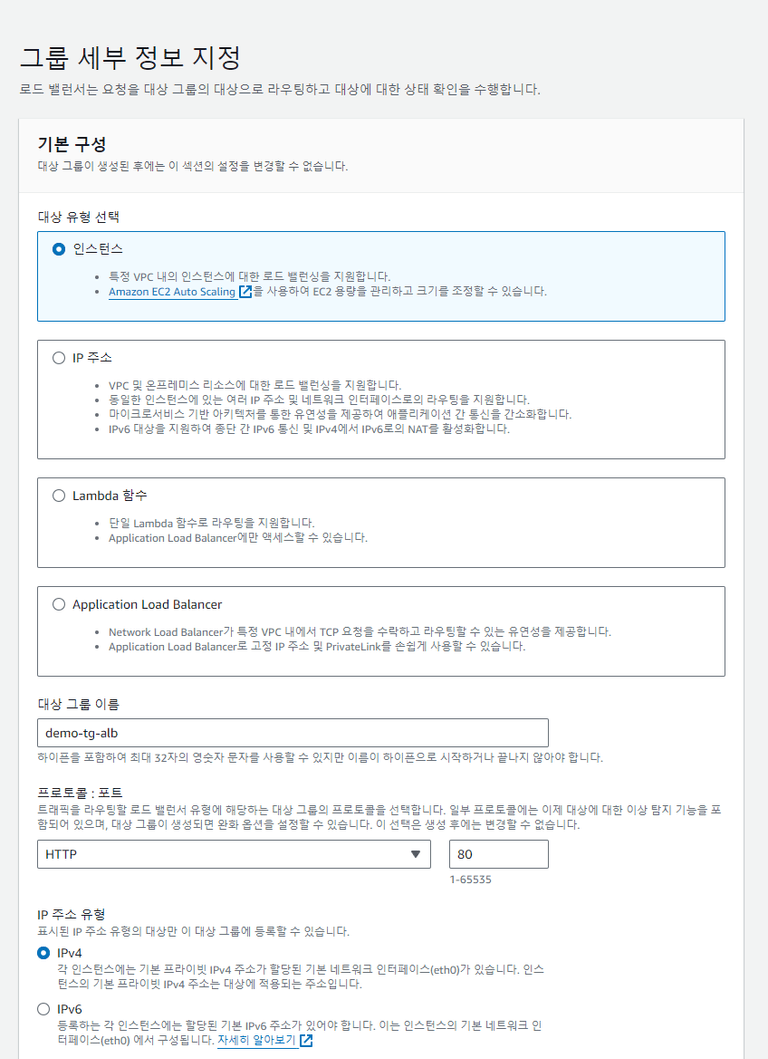 그룹 세부 정보 지정
로드 밸런서는 요청을 대상 그룹의 대상으로 라우팅하고 대상에 대한 상태 확인을 수행합니다.
기본 구성
대상 그룹이 생성된 후에는 이 섹션의 설정을 변경할 수 없습니다.
대상 유형 선택
인스턴스
특정 VPC 내의 인스턴스에 대한 로드 밸런싱을 지원합니다.
Amazon EC2 Auto Scaling 을 사용하여 EC2 용량을 관리하고 크기를 조정할 수 있습니다.
IP 주소
VPC 및 온프레미스 리소스에 대한 로드 밸런싱을 지원합니다.
동일한 인스턴스에 있는 여러 IP 주소 및 네트워크 인터페이스로의 라우팅을 지원합니다.
마이크로서비스 기반 아키텍처를 통한 유연성을 제공하여 애플리케이션 간 통신을 간소화합니다.
IPv6 대상을 지원하여 종단 간 IPv6 통신 및 IPv4에서 IPv6로의 NAT를 활성화합니다.
Lambda 함수
단일 Lambda 함수로 라우팅을 지원합니다.
Application Load Balancer에만 액세스할 수 있습니다.
Application Load Balancer
Network Load Balancer가 특정 VPC 내에서 TCP 요청을 수락하고 라우팅할 수 있는 유연성을 제공합니다.
Application Load Balancer로 고정 IP 주소 및 PrivateLink를 손쉽게 사용할 수 있습니다.
대상 그룹 이름
demo-tg-alb
하이픈을 포함하여 최대 32자의 영숫자 문자를 사용할 수 있지만 이름이 하이픈으로 시작하거나 끝나지 않아야 합니다.
프로토콜 : 포트
트래픽을 라우팅할 로드 밸런서 유형에 해당하는 대상 그룹의 프로토콜을 선택합니다. 일부 프로토콜에는 이제 대상에 대한 이상 탐지 기능을 포
함되어 있으며, 대상 그룹이 생성되면 완화 옵션을 설정할 수 있습니다. 이 선택은 생성 후에는 변경할 수 없습니다.
HTTP 80
1-65535
IP 주소 유형
표시된 IP 주소 유형의 대상만 이 대상 그룹에 등록할 수 있습니다.
IPv4
각 인스턴스에는 기본 프라이빗 IPv4 주소가 할당된 기본 네트워크 인터페이스(eth0)가 있습니다. 인스
턴스의 기본 프라이빗 IPv4 주소는 대상에 적용되는 주소입니다.
IPv6
등록하는 각 인스턴스에는 할당된 기본 IPv6 주소가 있어야 합니다. 이는 인스턴스의 기본 네트워크 인
터페이스(eth0) 에서 구성됩니다. 자세히 알아보기